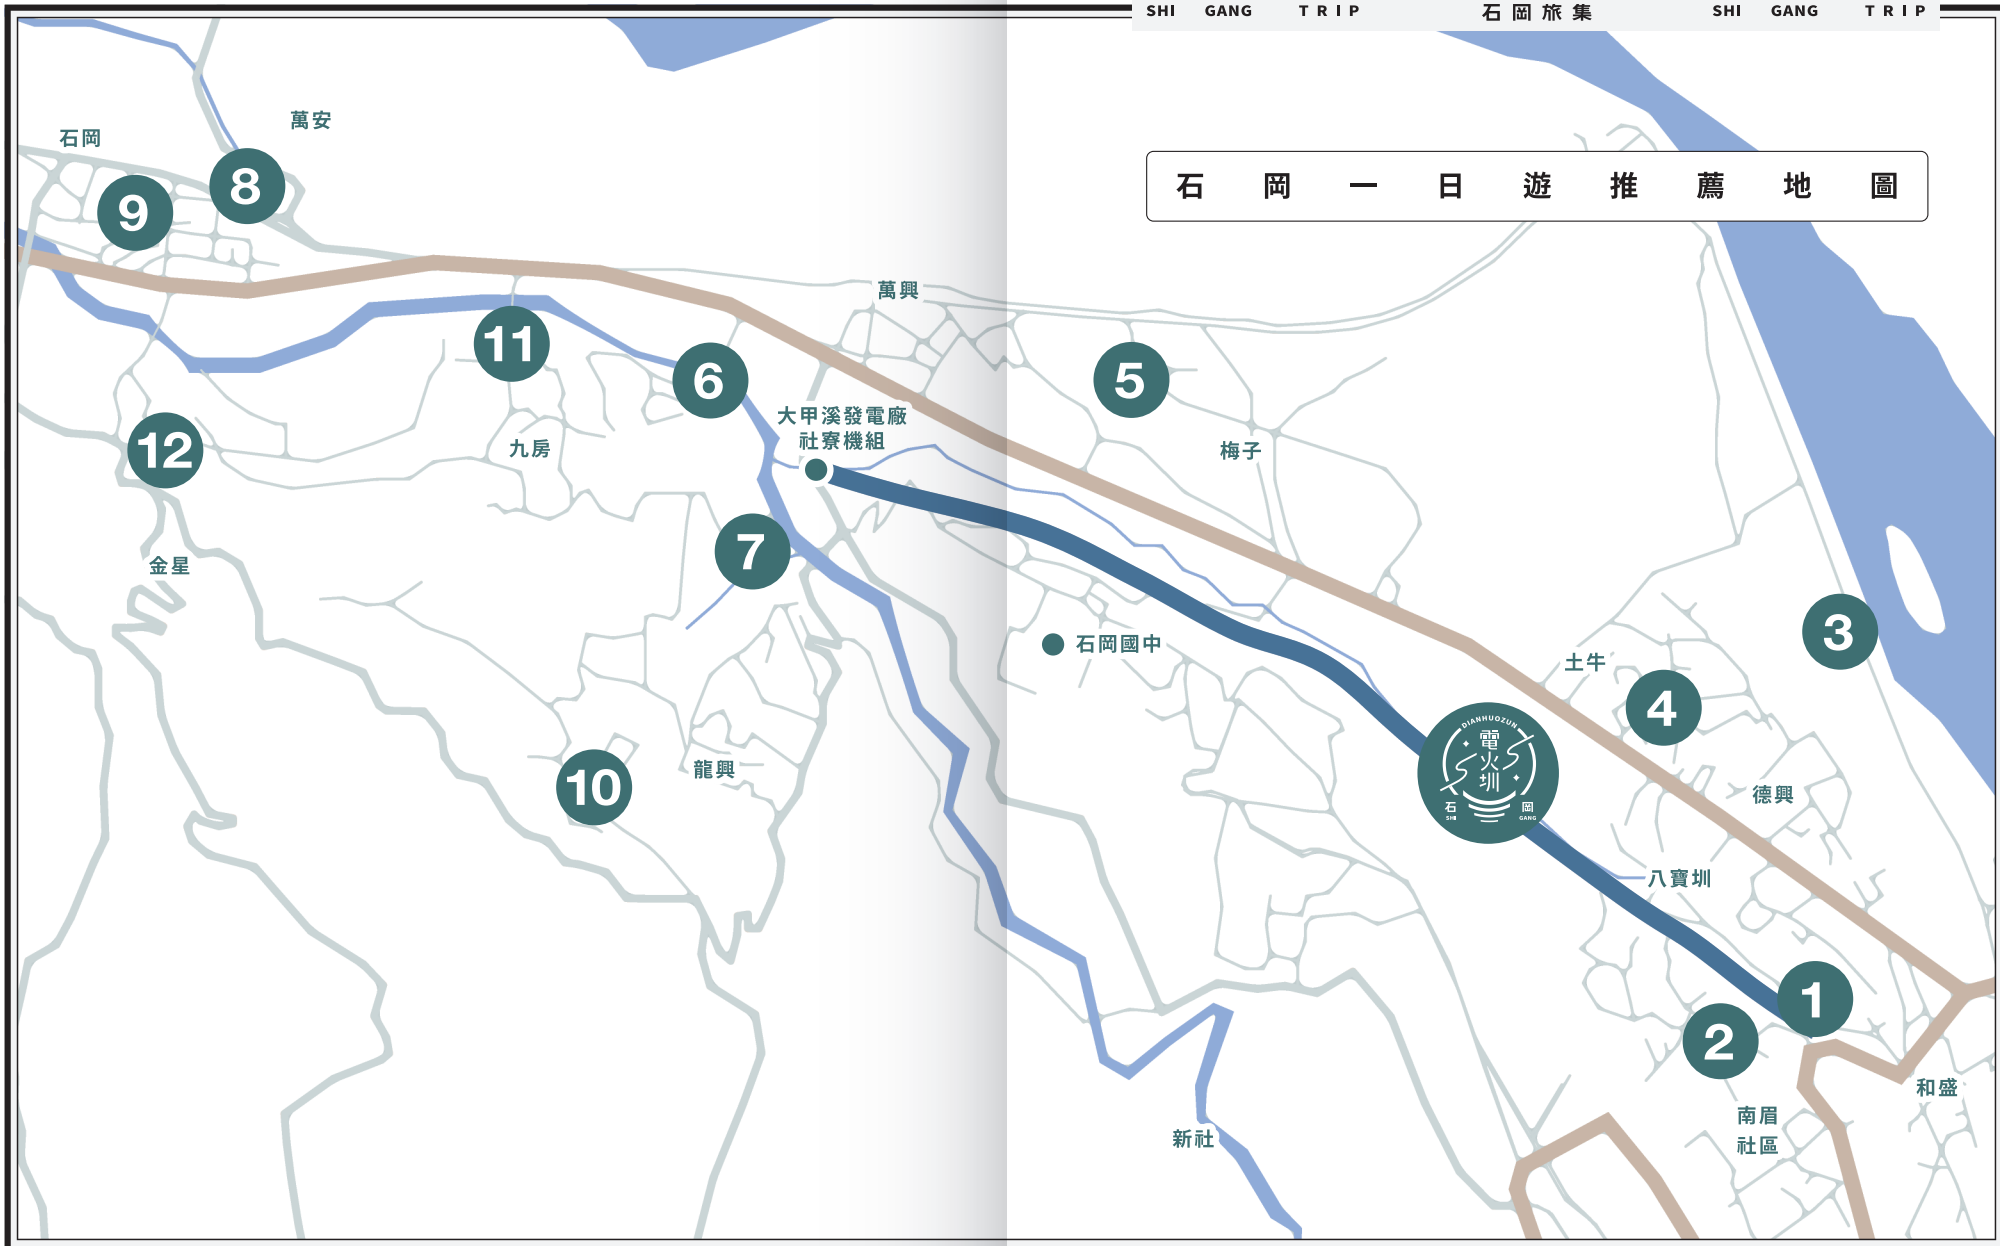 SHI GANG TRIP 石岡旅集 SHI GANG TRIP
石岡一日遊推薦地圖
萬安
石岡
8
9
萬興
11
6
5
大甲溪發電廠
社寮機組
12
九房
梅子
7
金星
3
石岡國中
土牛
4
DIANHUOZUN
電火圳
石 岡
SHI GANG
龍興
10
德興
八寶圳
1
2
和盛
南眉
社區
新社